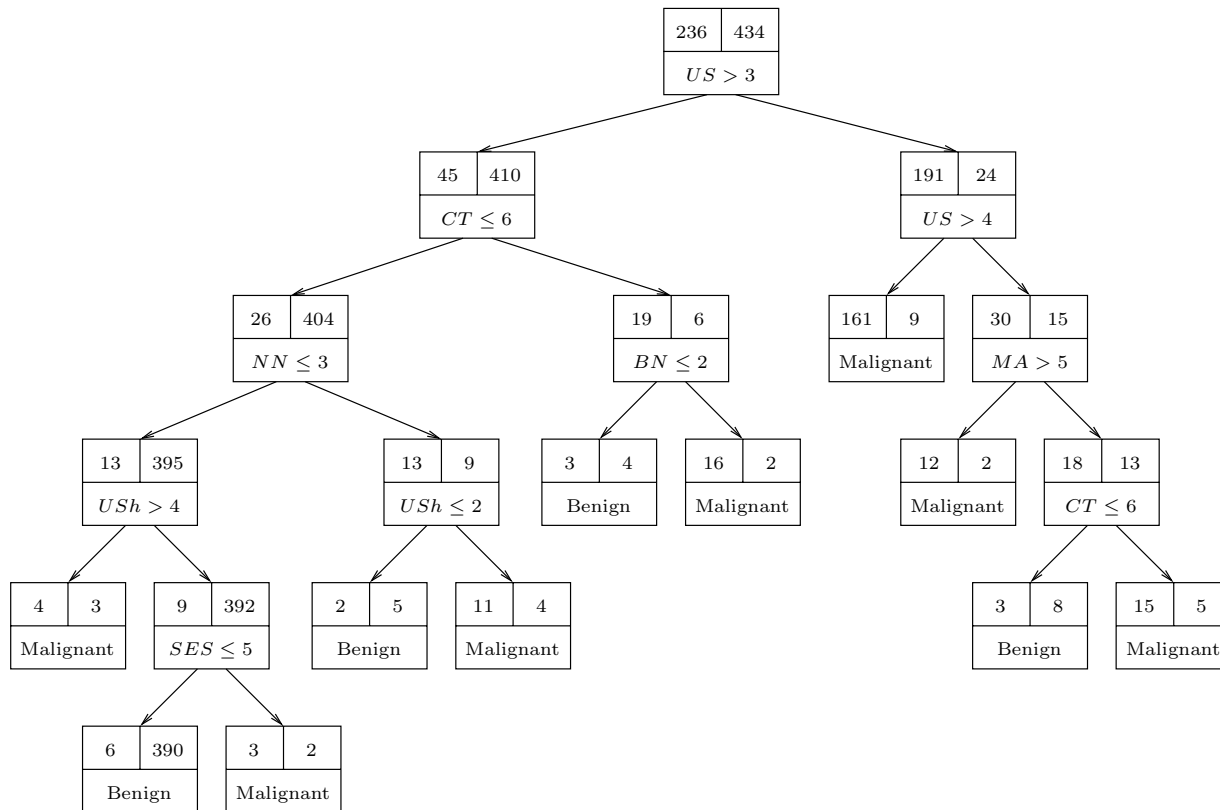 236 434
US > 3
45 410
191 24
CT ≤ 6
US > 4
26 404
19 6
161 9
30 15
NN ≤ 3
BN ≤ 2
Malignant
MA > 5
13 395
13 9
3 4
16 2
12 2
18 13
USh > 4
USh ≤ 2
Benign
Malignant
Malignant
CT ≤ 6
4 3
9 392
2 5
11 4
3 8
15 5
Malignant
SES ≤ 5
Benign
Malignant
Benign
Malignant
6 390
3 2
Benign
Malignant